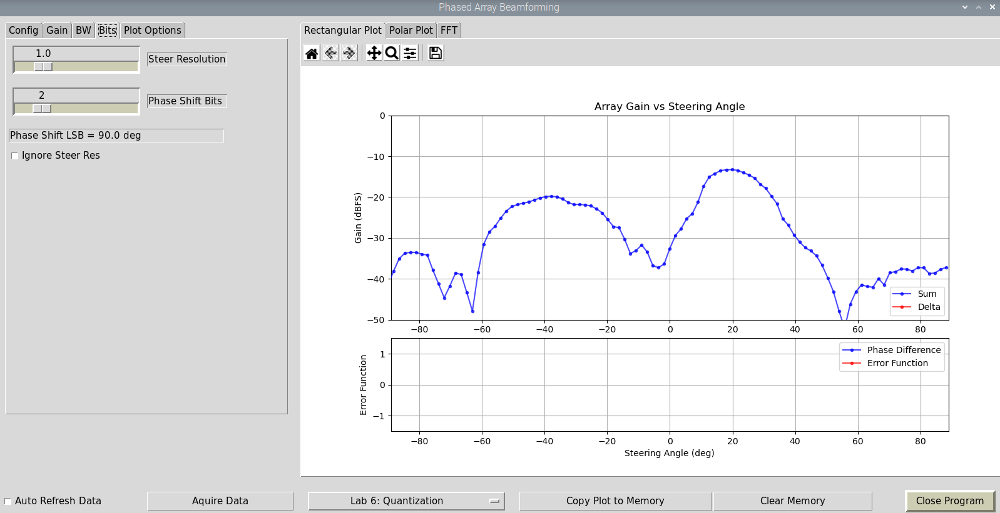 Phased Array Beamforming
Config Gain BW Bits Plot Options
1.0
Steer Resolution
2
Phase Shift Bits
Phase Shift LSB = 90.0 deg
Ignore Steer Res
Rectangular Plot Polar Plot FFT
Array Gain vs Steering Angle
Gain (dBFS)
0
−10
−20
−30
−40
−50
−80 −60 −40 −20 0 20 40 60 80
Sum
Delta
Error Function
1
0
−1
Phase Difference
Error Function
−80 −60 −40 −20 0 20 40 60 80
Steering Angle (deg)
Auto Refresh Data Aquire Data Lab 6: Quantization Copy Plot to Memory Clear Memory Close Program